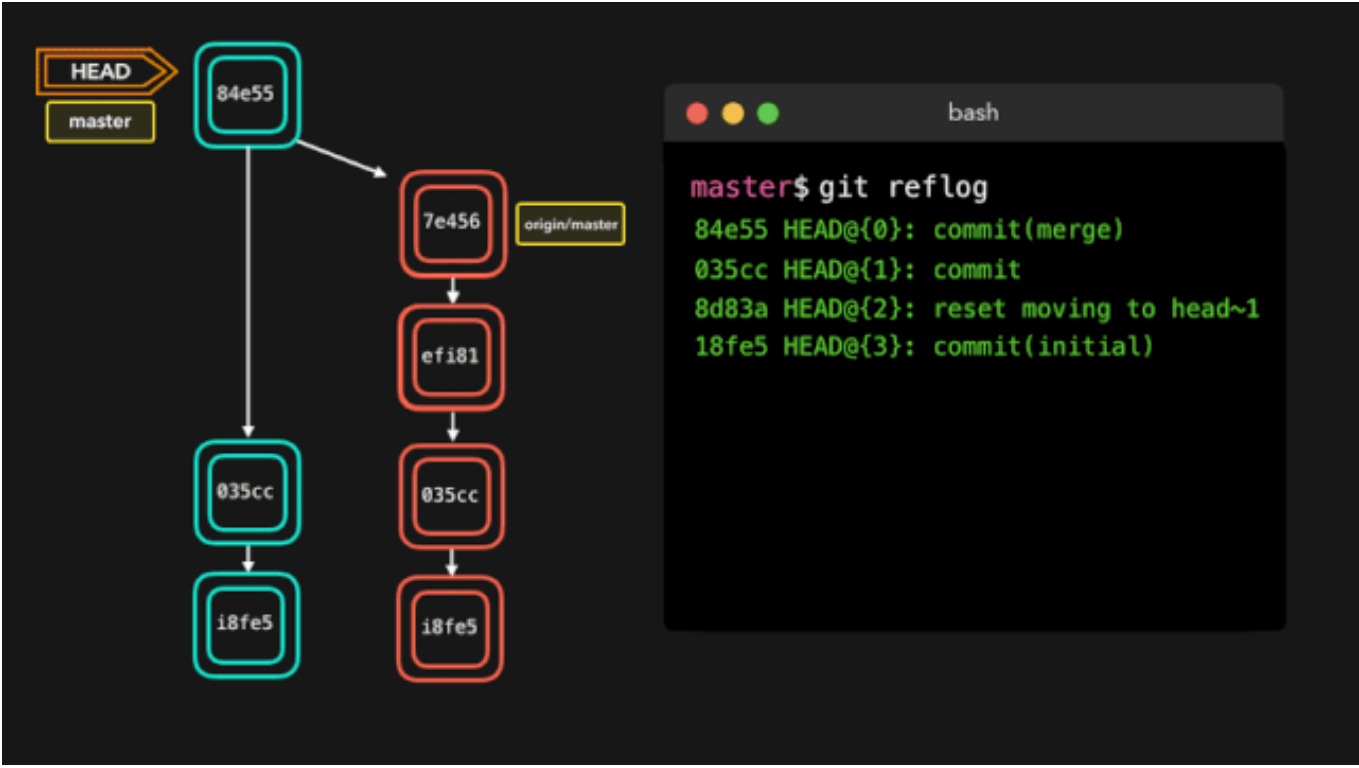 HEAD
master
84e55
7e456
origin/master
efi81
035cc
035cc
i8fe5
i8fe5
bash
master$ git reflog
84e55 HEAD@{0}: commit(merge)
035cc HEAD@{1}: commit
8d83a HEAD@{2}: reset moving to head~1
18fe5 HEAD@{3}: commit(initial)